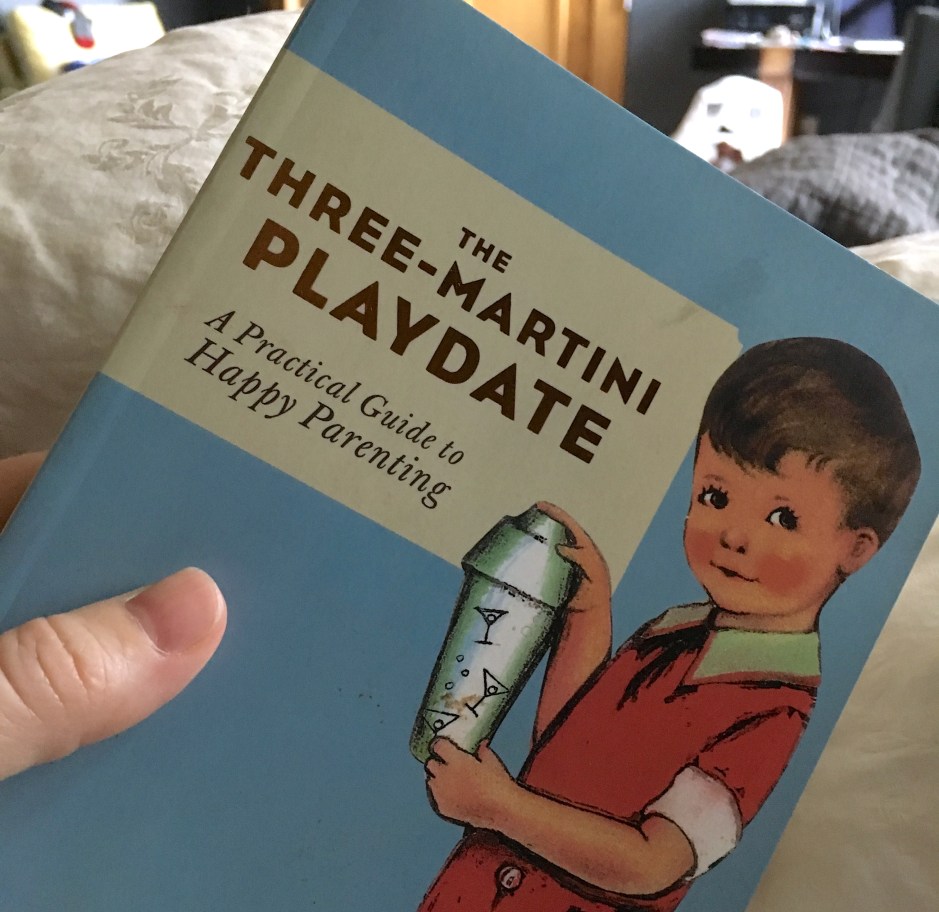 THE
THREE-MARTINI
PLAYDATE
A Practical Guide to
Happy Parenting